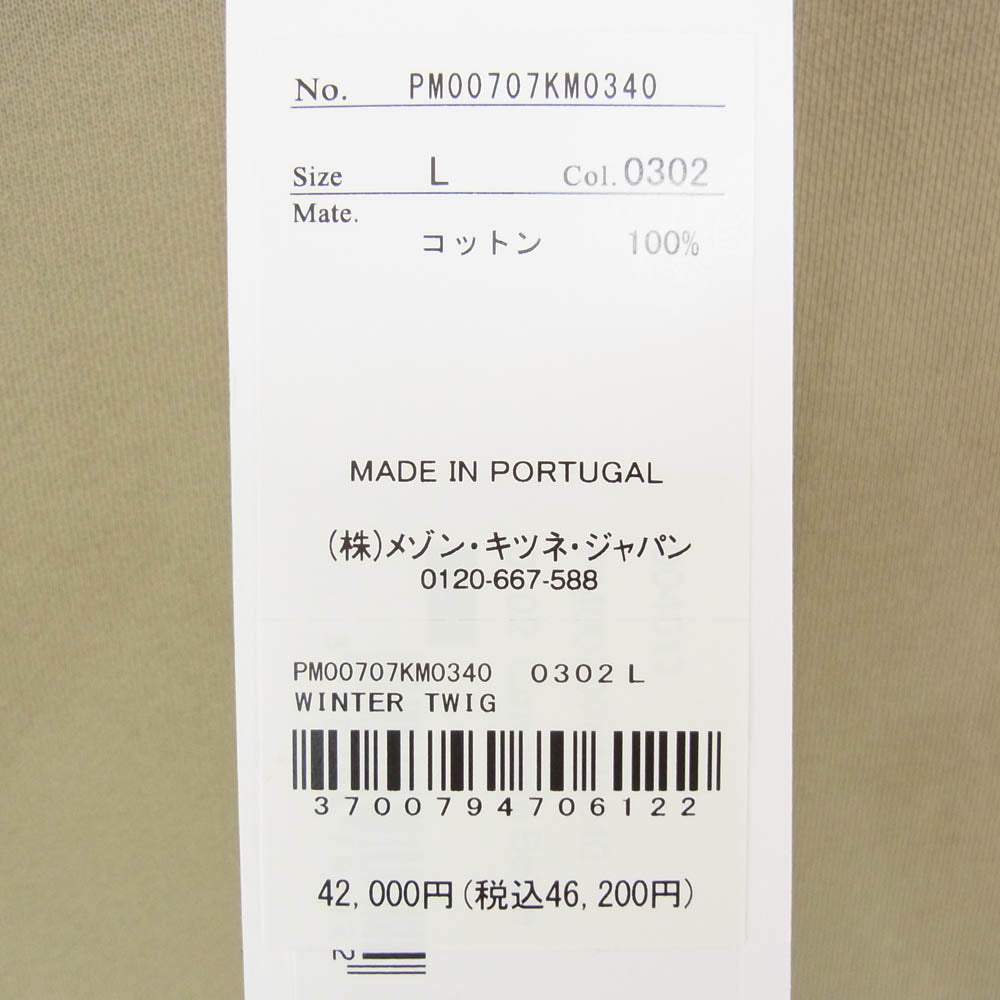 No. PM00707KM0340
Size L Col. 0302
Mate.
コットン 100%
MADE IN PORTUGAL
(株)メゾン・キツネ・ジャパン
0120-667-588
PM00707KM0340 0302 L
WINTER TWIG
3700794706122
42,000円(税込46,200円)